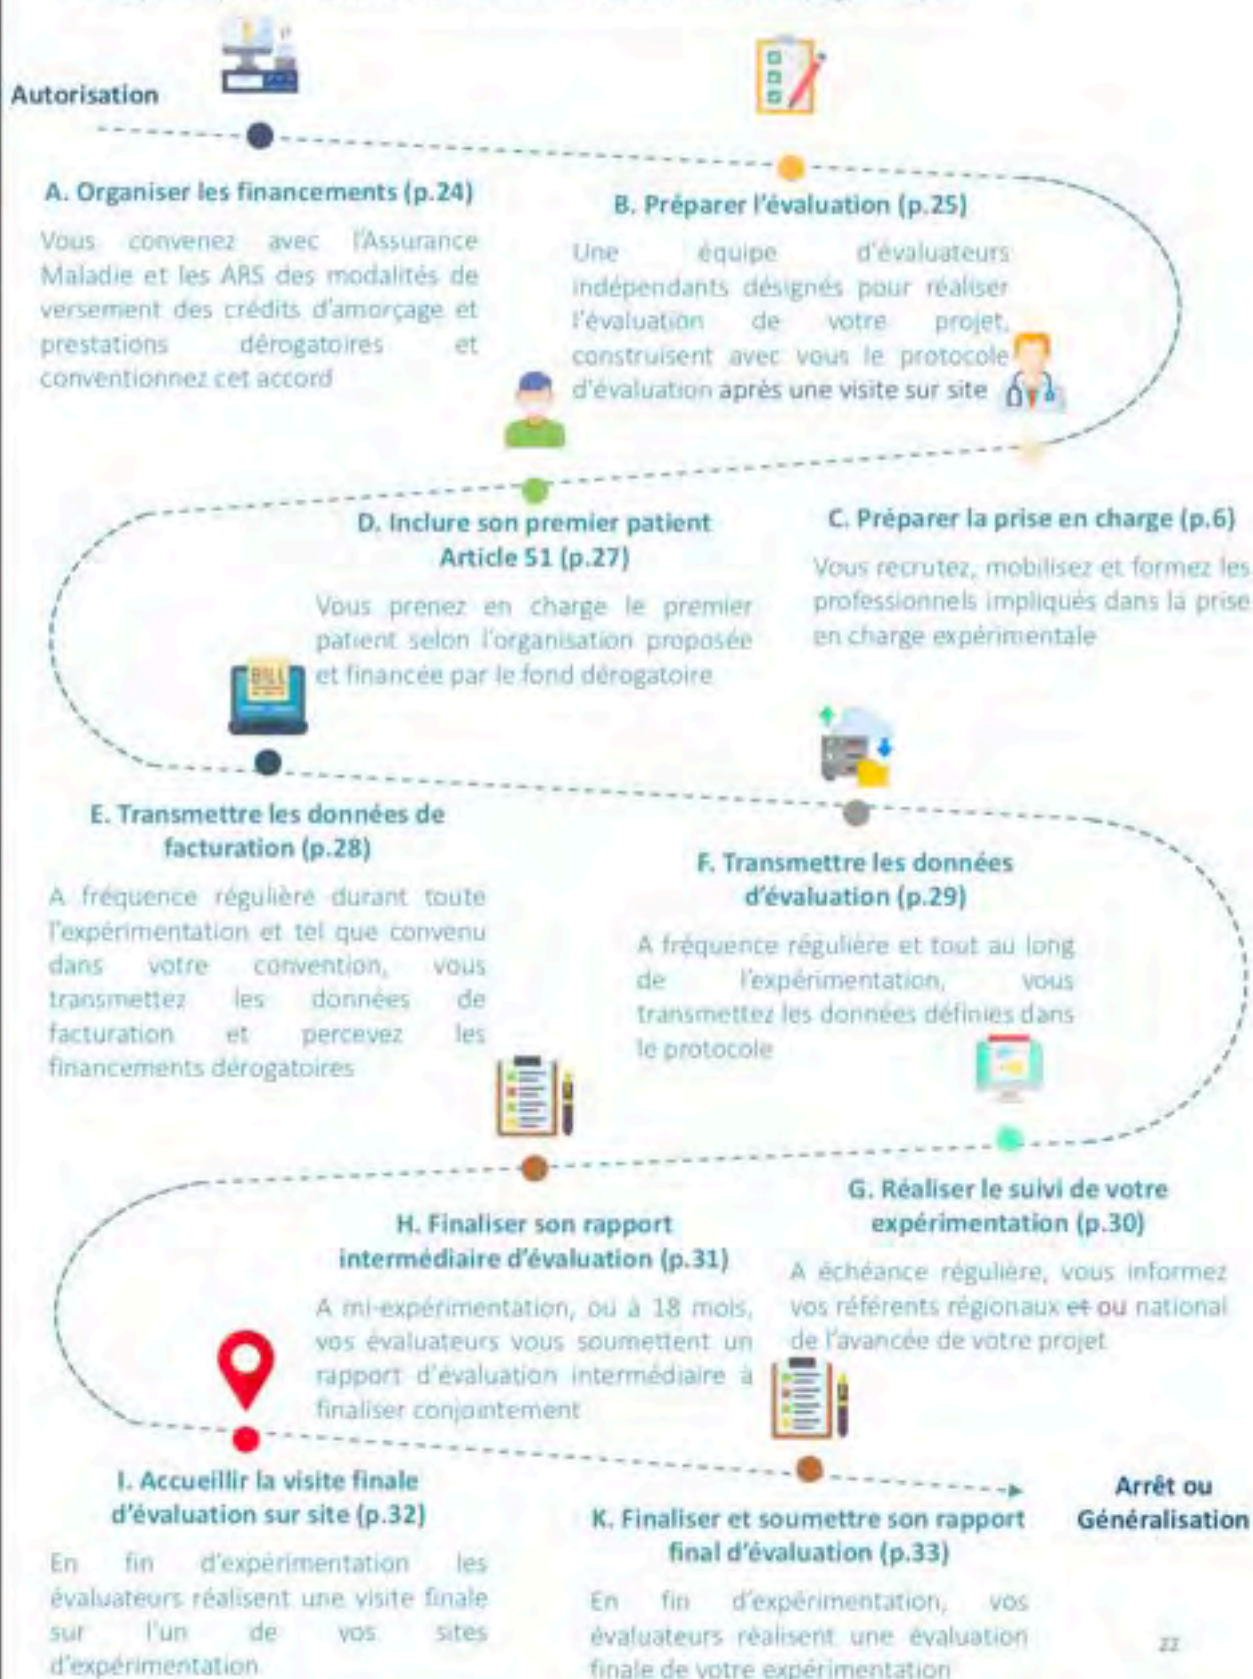 Autorisation
A. Organiser les financements (p.24)
Vous convenez avec l'Assurance
Maladie et les ARS des modalités de
versement des crédits d'amorçage et
prestations dérogatoires et
conventionnez cet accord
B. Préparer l'évaluation (p.25)
Une équipe d'évaluateurs
indépendants désignés pour réaliser
l'évaluation de votre projet,
construisent avec vous le protocole
d'évaluation après une visite sur site
C. Préparer la prise en charge (p.6)
Vous recrutez, mobilisez et formez les
professionnels impliqués dans la prise
en charge expérimentale
D. Inclure son premier patient
Article 51 (p.27)
Vous prenez en charge le premier
patient selon l'organisation proposée
et financée par le fond dérogatoire
BILL
E. Transmettre les données de
facturation (p.28)
A fréquence régulière durant toute
l'expérimentation et tel que convenu
dans votre convention, vous
transmettez les données de
facturation et percevez les
financements dérogatoires
F. Transmettre les données
d'évaluation (p.29)
A fréquence régulière et tout au long
de l'expérimentation, vous
transmettez les données définies dans
le protocole
G. Réaliser le suivi de votre
expérimentation (p.30)
A échéance régulière, vous informez
vos référents régionaux et ou national
de l'avancée de votre projet
H. Finaliser son rapport
intermédiaire d'évaluation (p.31)
A mi-expérimentation, ou à 18 mois,
vos évaluateurs vous soumettent un
rapport d'évaluation intermédiaire à
finaliser conjointement
I. Accueillir la visite finale
d'évaluation sur site (p.32)
En fin d'expérimentation les
évaluateurs réalisent une visite finale
sur l'un de vos sites
d'expérimentation
K. Finaliser et soumettre son rapport
final d'évaluation (p.33)
En fin d'expérimentation, vos
évaluateurs réalisent une évaluation
finale de votre expérimentation
Arrêt ou
Généralisation
22